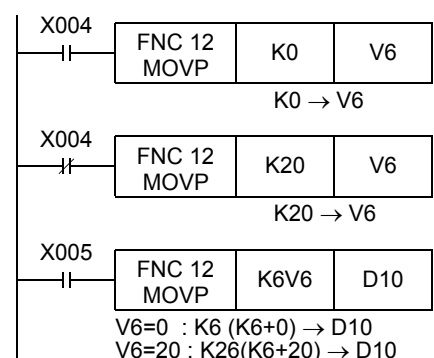 X004
FNC 12
MOVP K0 V6
K0 → V6
X004
FNC 12
MOVP K20 V6
K20 → V6
X005
FNC 12
MOVP K6V6 D10
V6=0 : K6 (K6+0) → D10
V6=20 : K26(K6+20) → D10